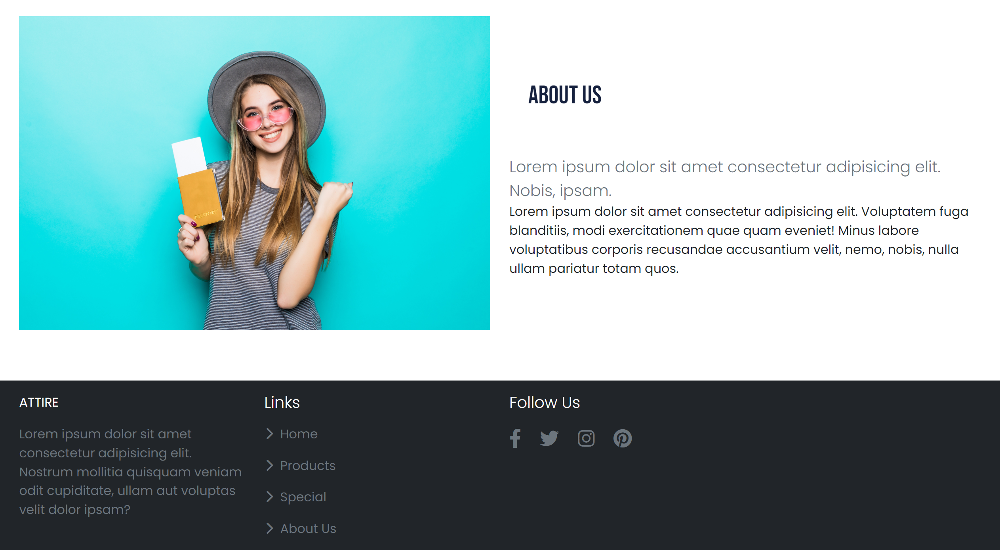 PASSPORT
ABOUT US
Lorem ipsum dolor sit amet consectetur adipisicing elit.
Nobis, ipsam.
Lorem ipsum dolor sit amet consectetur adipisicing elit. Voluptatem fuga
blanditiis, modi exercitationem quae quam eveniet! Minus labore
voluptatibus corporis recusandae accusantium velit, nemo, nobis, nulla
ullam pariatur totam quos.
ATTIRE
Lorem ipsum dolor sit amet
consectetur adipisicing elit.
Nostrum mollitia quisquam veniam
odit cupiditate, ullam aut voluptas
velit dolor ipsam?
Links
Home
Products
Special
About Us
Follow Us